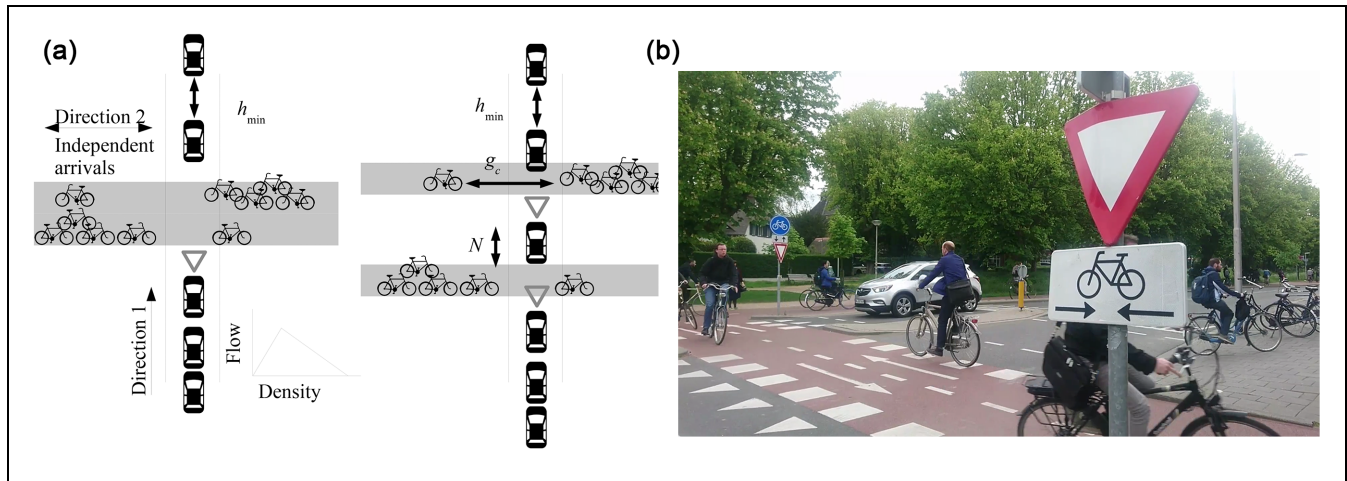 (a)
Direction 2
Independent
arrivals
h_min
Direction 1
Flow
Density
h_min
g_c
N
(b)